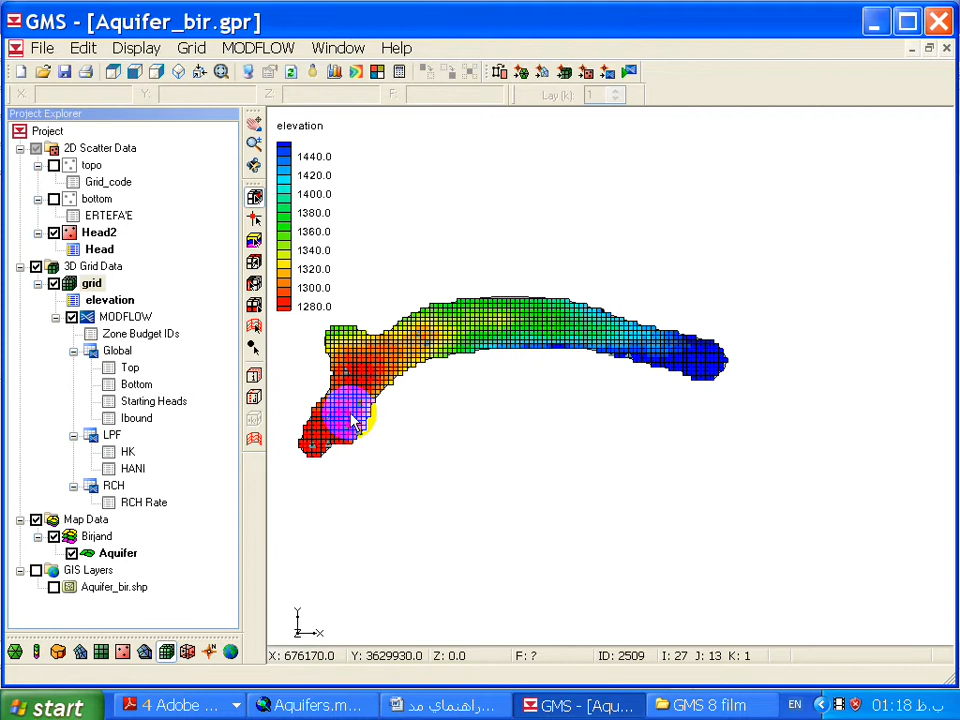 GMS - [Aquifer_bir.gpr]
File Edit Display Grid MODFLOW Window Help
X: Y: Z: F: Lay (k): 1
Project Explorer
Project
2D Scatter Data
topo
Grid_code
bottom
ERTEFA'E
Head2
Head
3D Grid Data
grid
elevation
MODFLOW
Zone Budget IDs
Global
Top
Bottom
Starting Heads
Ibound
LPF
HK
HANI
RCH
RCH Rate
Map Data
Birjand
Aquifer
GIS Layers
Aquifer_bir.shp
elevation
1440.0
1420.0
1400.0
1380.0
1360.0
1340.0
1320.0
1300.0
1280.0
Y
Z X
X: 676170.0 Y: 3629930.0 Z: 0.0 F: ? ID: 2509 I: 27 J: 13 K: 1
start 4 Adobe ... Aquifers.m... راهنماي مد... GMS - [Aqu... GMS 8 film EN 01:18 ب.ظ